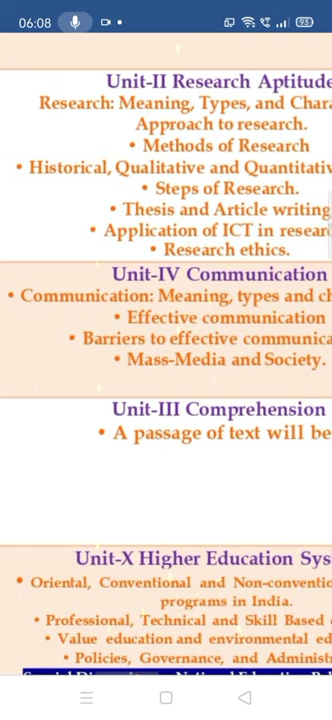 06:08
93
Unit-II Research Aptitude
Research: Meaning, Types, and Chara
Approach to research.
• Methods of Research
• Historical, Qualitative and Quantitativ
• Steps of Research.
• Thesis and Article writing
• Application of ICT in resear
• Research ethics.
Unit-IV Communication
• Communication: Meaning, types and ch
• Effective communication
• Barriers to effective communica
• Mass-Media and Society.
Unit-III Comprehension
• A passage of text will be
Unit-X Higher Education Sys
• Oriental, Conventional and Non-conventio
programs in India.
• Professional, Technical and Skill Based
• Value education and environmental ed
• Policies, Governance, and Administ